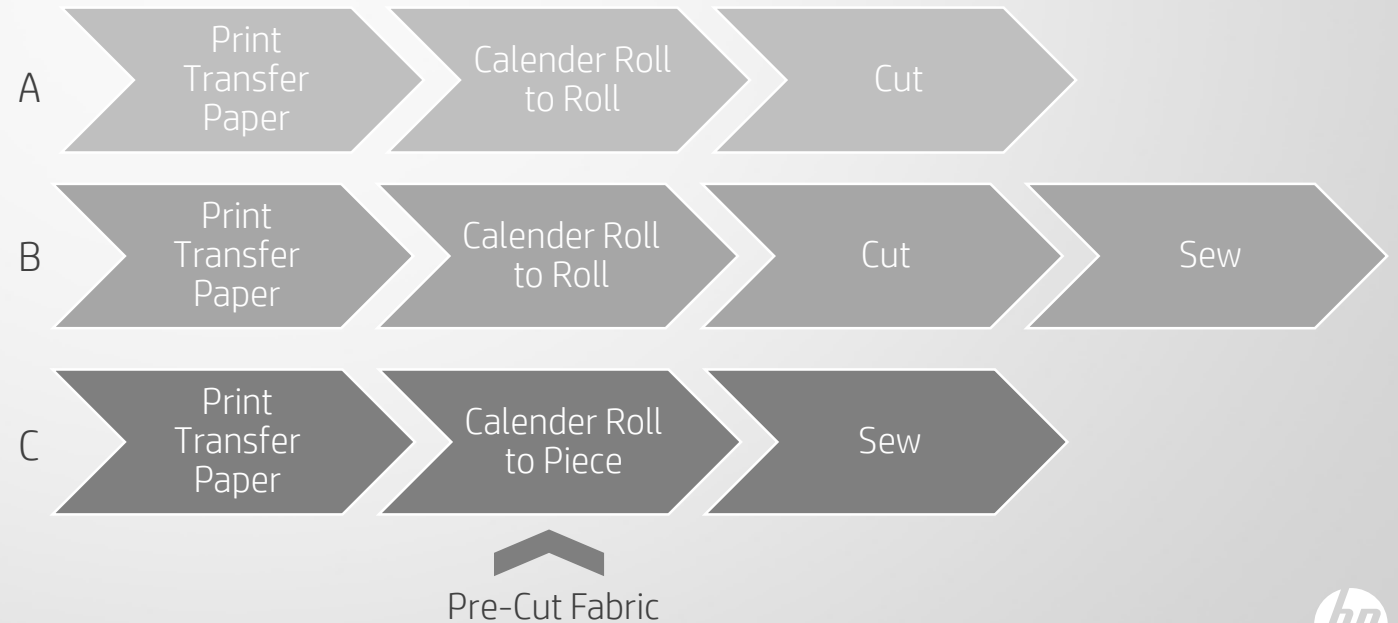 A
Print
Transfer
Paper
Calender Roll
to Roll
Cut
B
Print
Transfer
Paper
Calender Roll
to Roll
Cut
Sew
C
Print
Transfer
Paper
Calender Roll
to Piece
Sew
Pre-Cut Fabric
hp